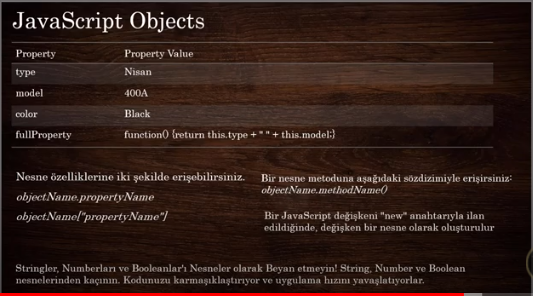 JavaScript Objects
Property Property Value
type Nisan
model 400A
color Black
fullProperty function() {return this.type + " " + this.model;}
Nesne özelliklerine iki şekilde erişebilirsiniz.
objectName.propertyName
objectName["propertyName"]
Bir nesne metoduna aşağıdaki sözdizimiyle erişirsiniz:
objectName.methodName()
Bir JavaScript değişkeni "new" anahtarıyla ilan
edildiğinde, değişken bir nesne olarak oluşturulur
Stringler, Numberları ve Booleanlar'ı Nesneler olarak Beyan etmeyin! String, Number ve Boolean
nesnelerinden kaçının. Kodunuzu karmaşıklaştırıyor ve uygulama hızını yavaşlatıyorlar.